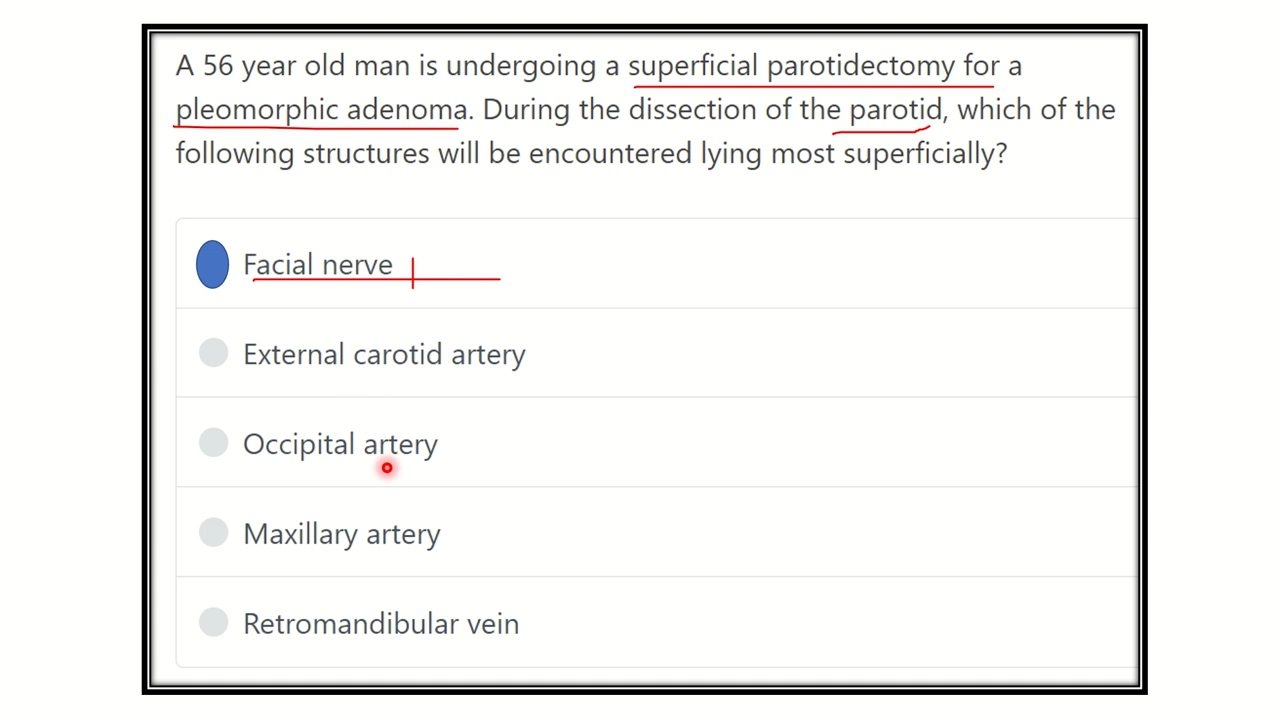 A 56 year old man is undergoing a superficial parotidectomy for a
pleomorphic adenoma. During the dissection of the parotid, which of the
following structures will be encountered lying most superficially?
Facial nerve
External carotid artery
Occipital artery
Maxillary artery
Retromandibular vein